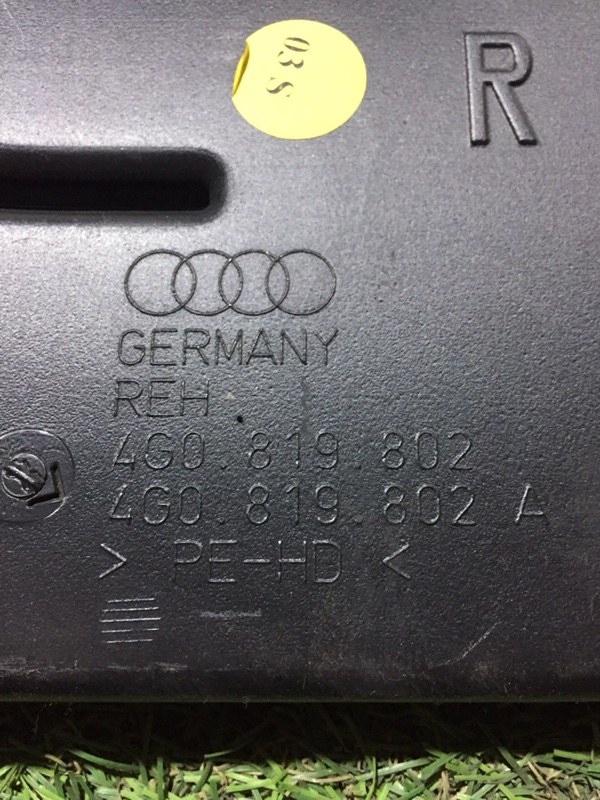 03 S
R
GERMANY
REH
4G0.819.802
4G0.819.802 A
> PE-HD <